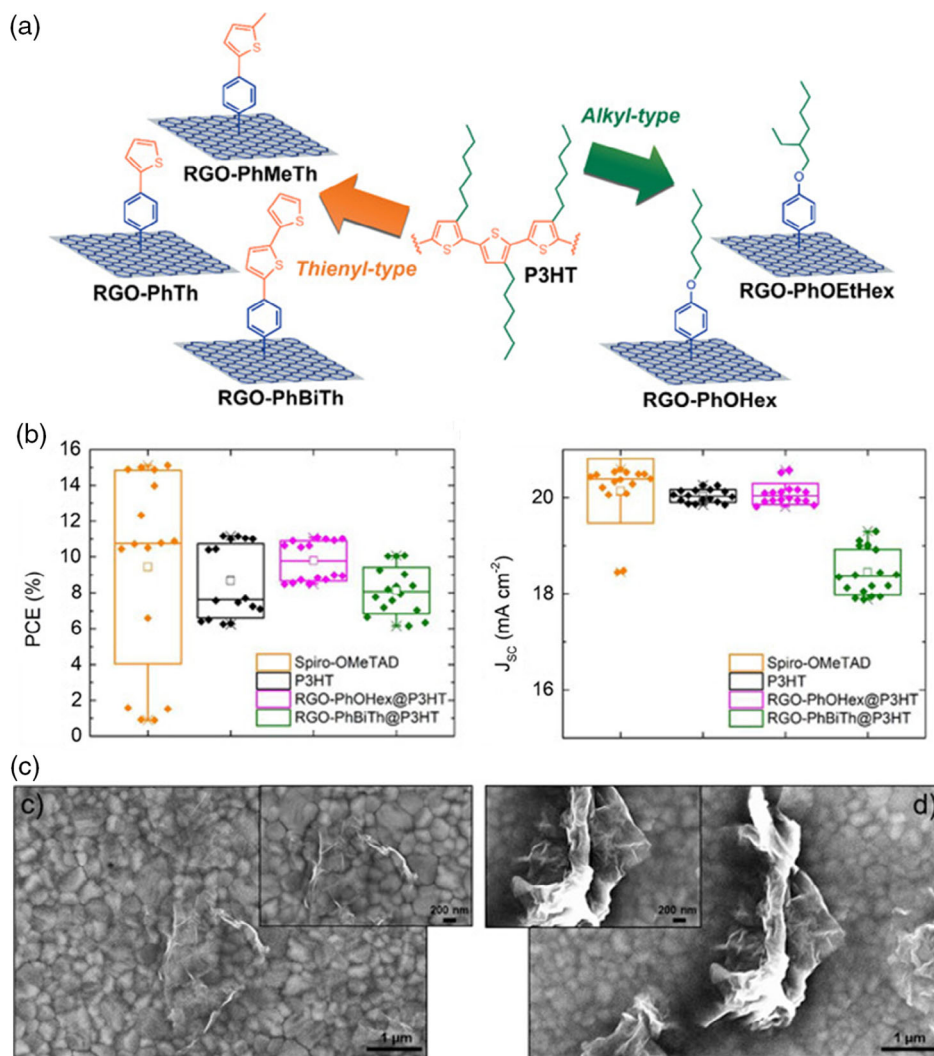 (a)
S
RGO-PhMeTh
S
RGO-PhTh
S
S
RGO-PhBiTh
Thienyl-type
S
S
S
P3HT
Alkyl-type
O
RGO-PhOEtHex
O
RGO-PhOHex
(b)
PCE (%)
16
14
12
10
8
6
4
2
0
Spiro-OMeTAD
P3HT
RGO-PhOHex@P3HT
RGO-PhBiTh@P3HT
JSC (mA cm-2)
20
18
16
Spiro-OMeTAD
P3HT
RGO-PhOHex@P3HT
RGO-PhBiTh@P3HT
(c)
c)
200 nm
1 µm
d)
200 nm
1 µm